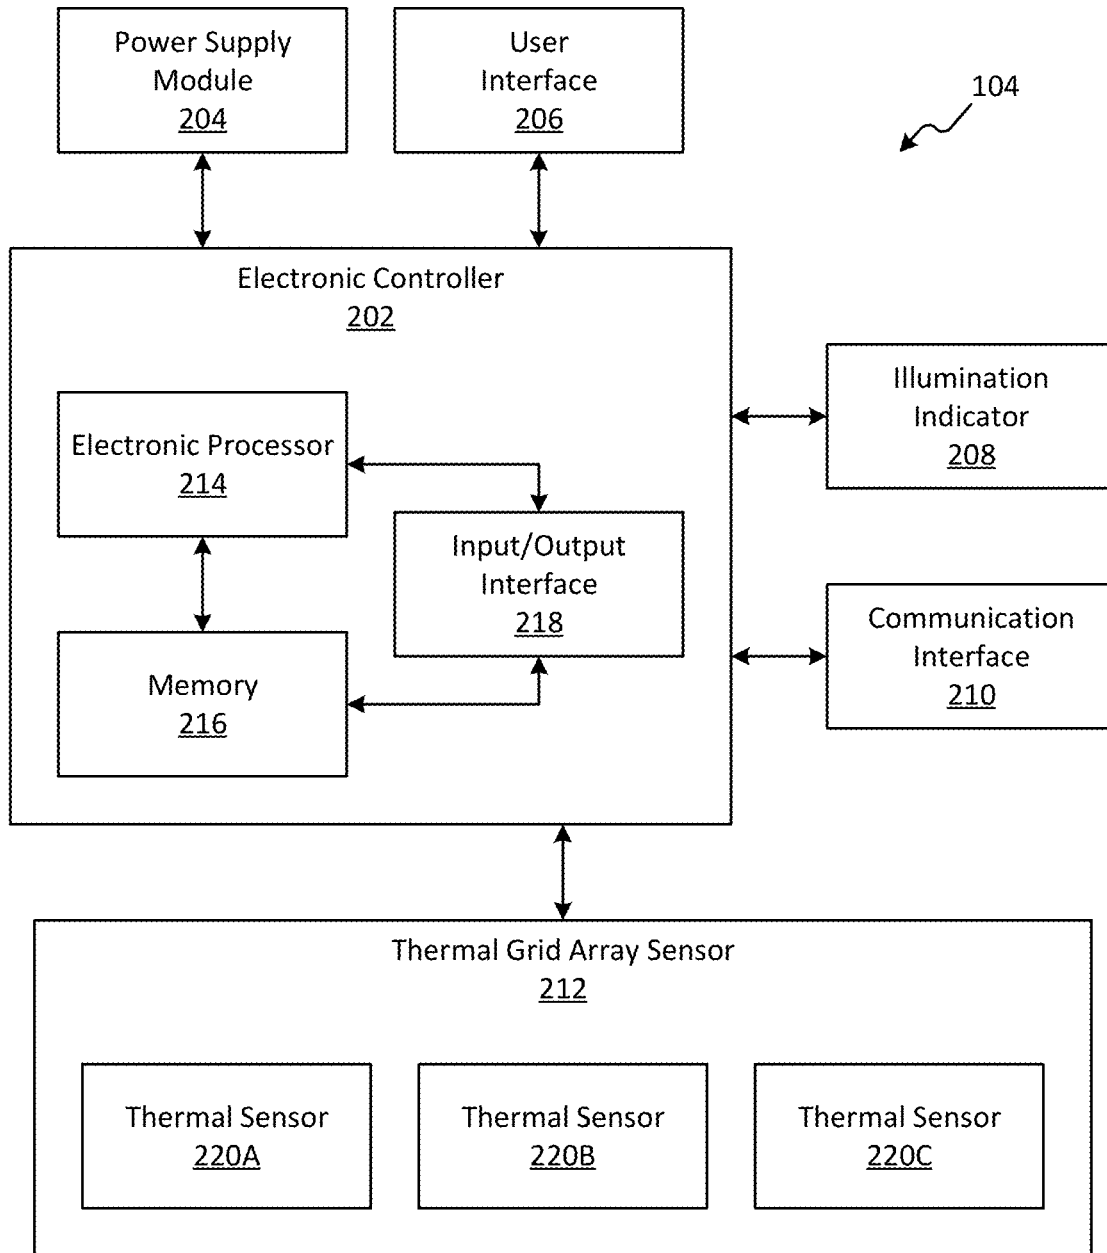 Power Supply
Module
204
User
Interface
206
104
Electronic Controller
202
Illumination
Indicator
208
Electronic Processor
214
Input/Output
Interface
218
Communication
Interface
210
Memory
216
Thermal Grid Array Sensor
212
Thermal Sensor
220A
Thermal Sensor
220B
Thermal Sensor
220C